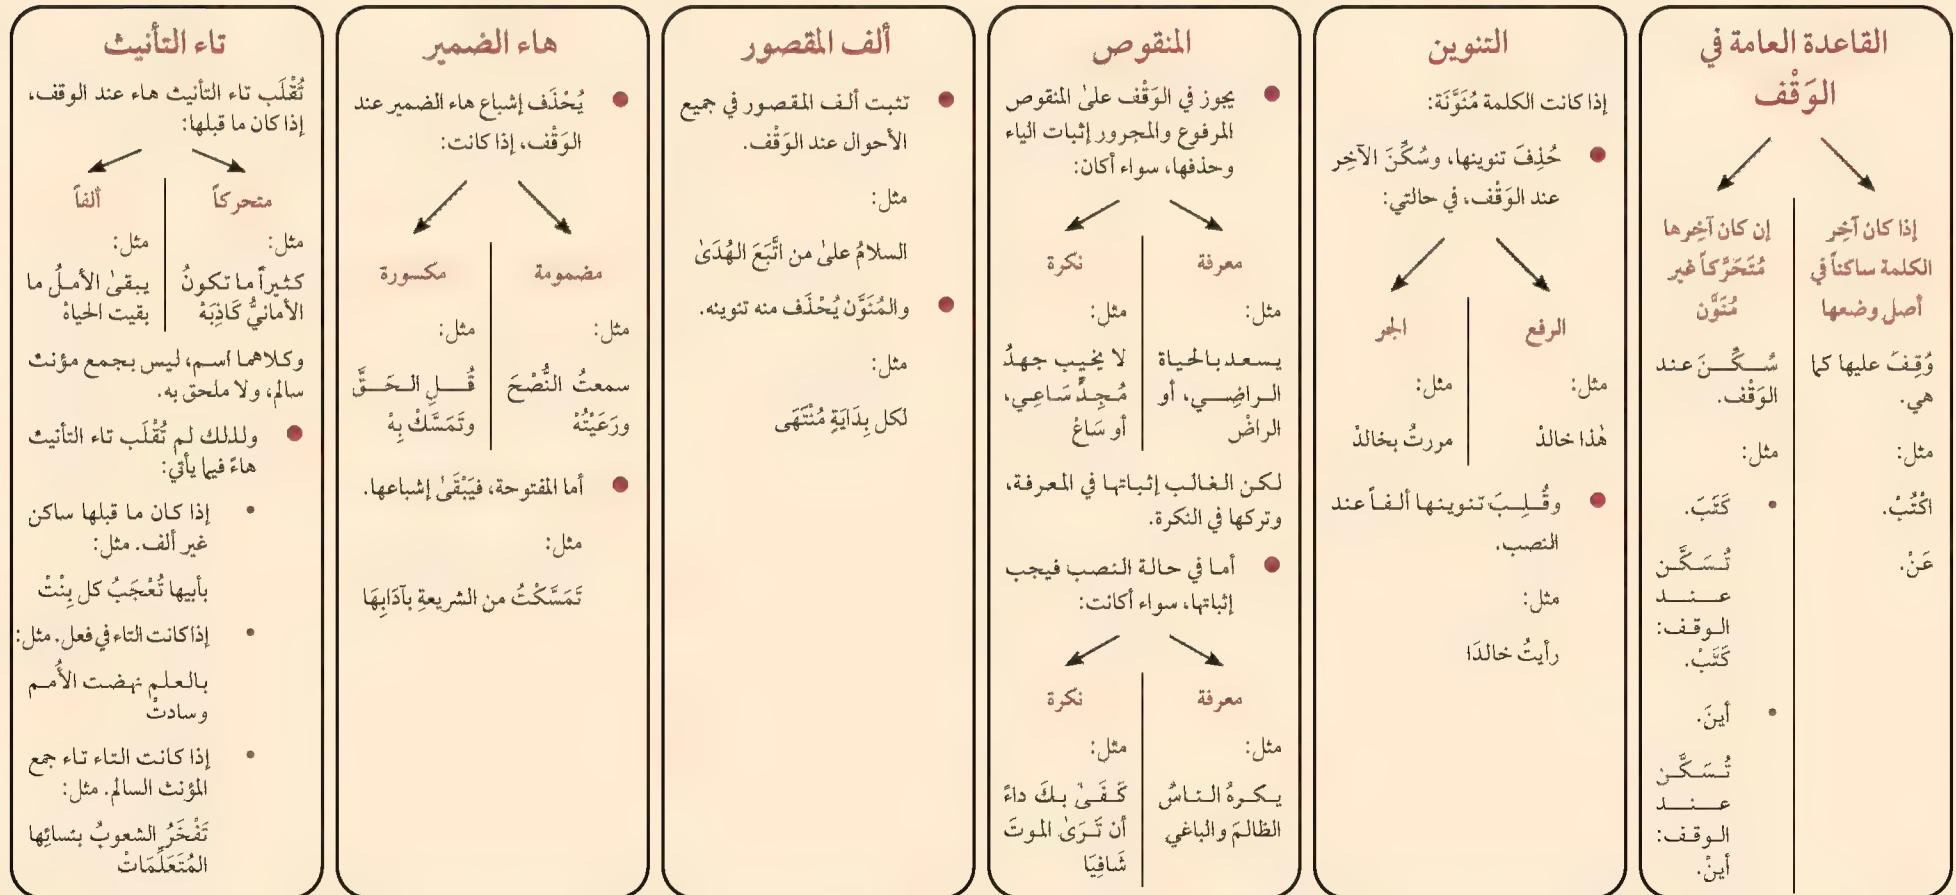 القاعدة العامة في
الوَقْف
إذا كان آخِر
الكلمة ساكناً في
أصل وضعها
وُقِفَ عليها كما
هي.
مثل:
اكْتُبْ.
عَنْ.
إن كان آخِرها
مُتَحَرِّكاً غير
مُنَوَّن
سُكِّنَ عند
الوَقْف.
مثل:
كَتَبَ.
تُسَكَّن
عند
الوقف:
كَتَبْ.
أينَ.
تُسَكَّن
عند
الوقف:
أينْ.
التنوين
إذا كانت الكلمة مُنَوَّنَة:
حُذِفَ تنوينها، وسُكِّنَ الآخِر
عند الوَقْف، في حالتي:
الرفع
مثل:
هٰذا خالدْ
الجر
مثل:
مررتُ بخالدْ
وقُلِبَ تنوينها ألفاً عند
النصب.
مثل:
رأيتُ خالدَا
المنقوص
يجوز في الوَقْف علىٰ المنقوص
المرفوع والمجرور إثبات الياء
وحذفها، سواء أكان:
معرفة
مثل:
يسعد بالحياة
الراضِي، أو
الراضْ
نكرة
مثل:
لا يخيب جهدُ
مُجِدٍّ سَاعِي،
أو سَاعْ
لكن الغالب إثباتها في المعرفة،
وتركها في النكرة.
أما في حالة النصب فيجب
إثباتها، سواء أكانت:
معرفة
مثل:
يكرهُ الناسُ
الظالمَ والباغي
نكرة
مثل:
كَفَىٰ بكَ داءً
أن تَرَىٰ الموتَ
شَافِيَا
ألف المقصور
تثبت ألف المقصور في جميع
الأحوال عند الوَقْف.
مثل:
السلامُ علىٰ من اتَّبَعَ الهُدَىٰ
والمُنَوَّن يُحْذَف منه تنوينه.
مثل:
لكل بِدَايَةٍ مُنْتَهَى
هاء الضمير
يُحْذَف إشباع هاء الضمير عند
الوَقْف، إذا كانت:
مضمومة
مثل:
سمعتُ النُّصْحَ
ورَعَيْتُهْ
مكسورة
مثل:
قُلِ الحَقَّ
وتَمَسَّكْ بِهْ
أما المفتوحة، فيَبْقَىٰ إشباعها.
مثل:
تَمَسَّكْتُ من الشريعةِ بآدَابِهَا
تاء التأنيث
تُقْلَب تاء التأنيث هاء عند الوقف،
إذا كان ما قبلها:
متحركاً
مثل:
كثيراً ما تكونُ
الأمانيُّ كَاذِبَهْ
ألفاً
مثل:
يبقىٰ الأملُ ما
بقيت الحياهْ
وكلاهما اسم، ليس بجمع مؤنث
سالم، ولا ملحق به.
ولذلك لم تُقْلَب تاء التأنيث
هاءً فيما يأتي:
إذا كان ما قبلها ساكن
غير ألف. مثل:
بأبيها تُعْجَبُ كل بِنْتْ
إذا كانت التاء في فعل. مثل:
بالعلم نهضت الأُمم
وسادتْ
إذا كانت التاء تاء جمع
المؤنث السالم. مثل:
تَفْخَرُ الشعوبُ بنسائِها
المُتَعَلِّمَاتْ